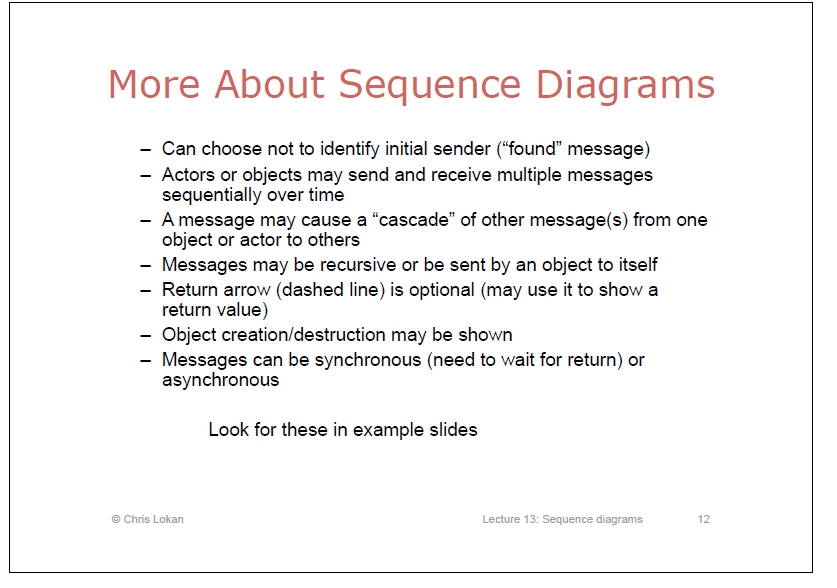 More About Sequence Diagrams
– Can choose not to identify initial sender (“found” message)
– Actors or objects may send and receive multiple messages
sequentially over time
– A message may cause a “cascade” of other message(s) from one
object or actor to others
– Messages may be recursive or be sent by an object to itself
– Return arrow (dashed line) is optional (may use it to show a
return value)
– Object creation/destruction may be shown
– Messages can be synchronous (need to wait for return) or
asynchronous
Look for these in example slides
© Chris Lokan Lecture 13: Sequence diagrams 12